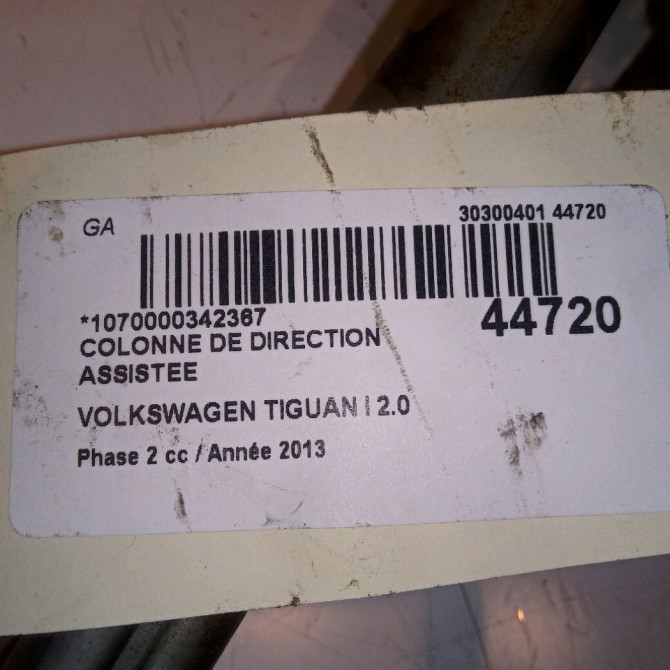 GA
30300401 44720
*1070000342367
44720
COLONNE DE DIRECTION
ASSISTEE
VOLKSWAGEN TIGUAN I 2.0
Phase 2 cc / Année 2013